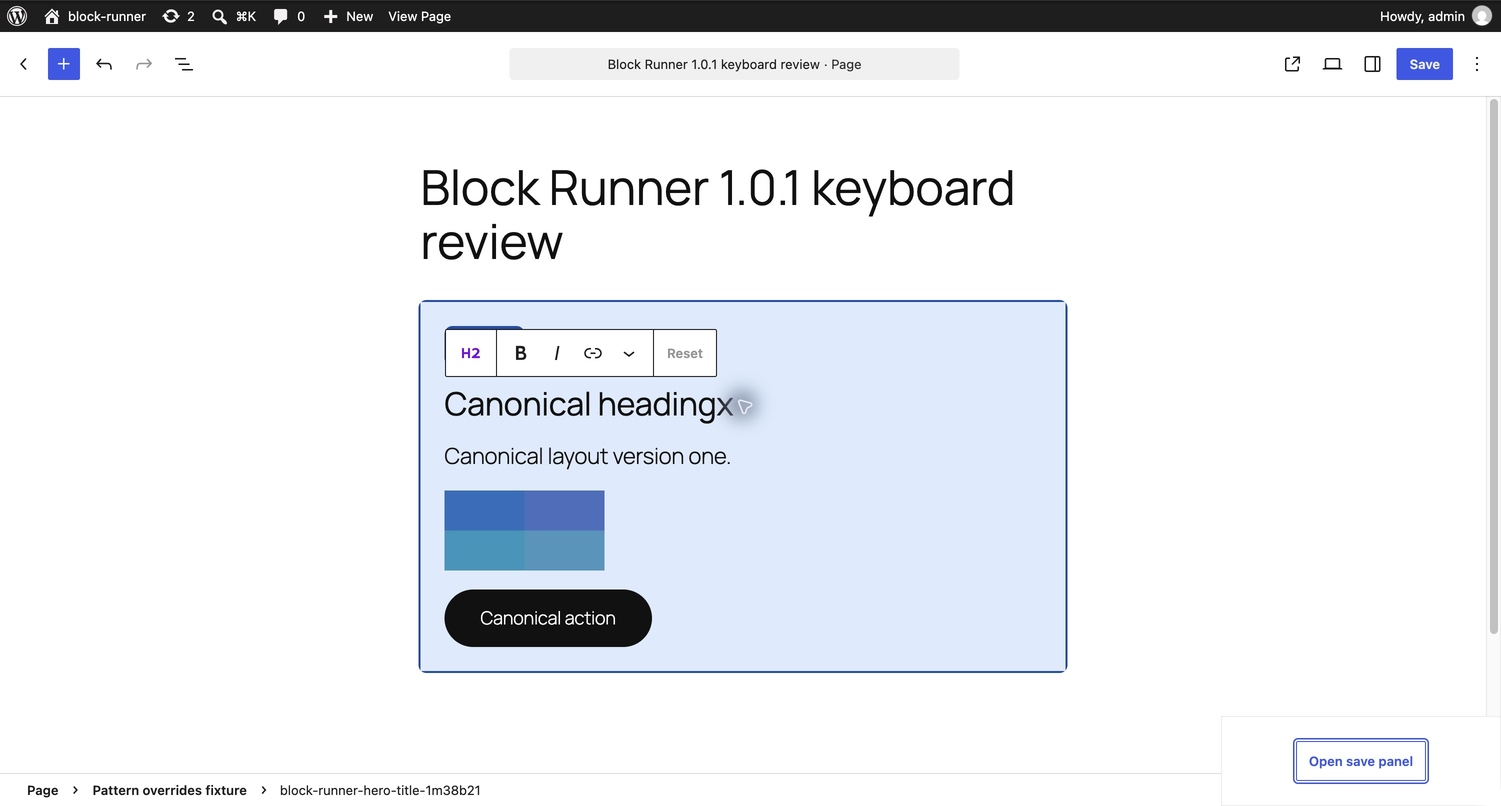 block-runner 2 ⌘K 0 New View Page Howdy, admin
Block Runner 1.0.1 keyboard review · Page Save
Block Runner 1.0.1 keyboard
review
H2 B I Reset
Canonical headingx
Canonical layout version one.
Canonical action
Open save panel
Page > Pattern overrides fixture > block-runner-hero-title-1m38b21